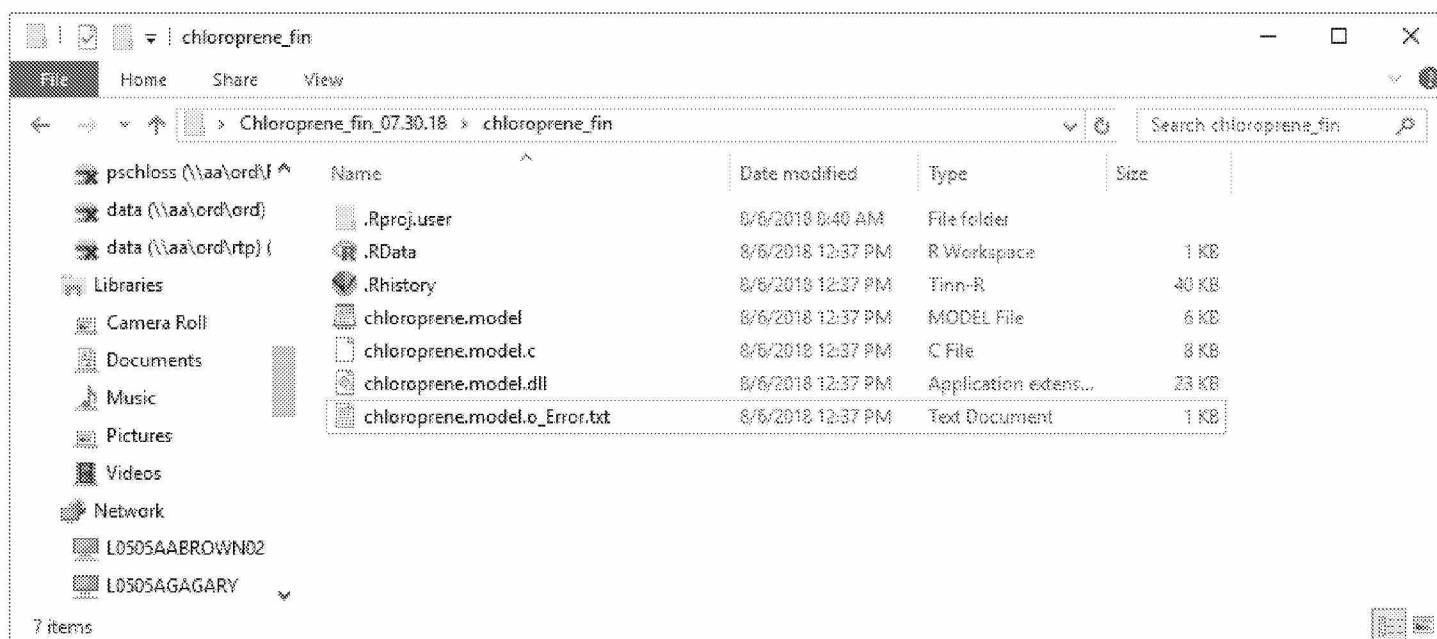 chloroprene_fin
File Home Share View
Chloroprene_fin_07.30.18 > chloroprene_fin
Search chloroprene_fin
Name Date modified Type Size
pschloss (\\aa\ord\
data (\\aa\ord\ord)
data (\\aa\ord\rtp) (
Libraries
Camera Roll
Documents
Music
Pictures
Videos
Network
L0505AABROWN02
L0505AGAGARY
.Rproj.user 8/6/2018 8:40 AM File folder
.RData 8/6/2018 12:37 PM R Workspace 1 KB
.Rhistory 8/6/2018 12:37 PM Tinn-R 40 KB
chloroprene.model 8/6/2018 12:37 PM MODEL File 6 KB
chloroprene.model.c 8/6/2018 12:37 PM C File 8 KB
chloroprene.model.dll 8/6/2018 12:37 PM Application extens... 23 KB
chloroprene.model.o_Error.txt 8/6/2018 12:37 PM Text Document 1 KB
7 items